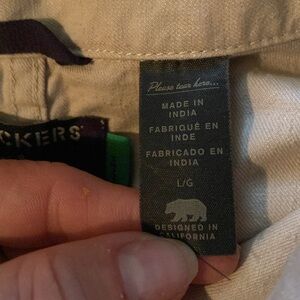 CKERS
Please tear here...
MADE IN
INDIA
FABRIQUÉ EN
INDE
FABRICADO EN
INDIA
L/G
DESIGNED IN
CALIFORNIA